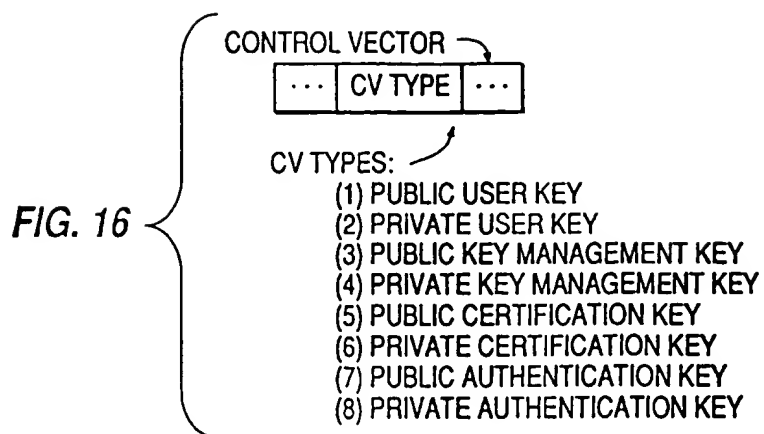 CONTROL VECTOR
... CV TYPE ...
CV TYPES:
(1) PUBLIC USER KEY
(2) PRIVATE USER KEY
(3) PUBLIC KEY MANAGEMENT KEY
(4) PRIVATE KEY MANAGEMENT KEY
(5) PUBLIC CERTIFICATION KEY
(6) PRIVATE CERTIFICATION KEY
(7) PUBLIC AUTHENTICATION KEY
(8) PRIVATE AUTHENTICATION KEY
FIG. 16